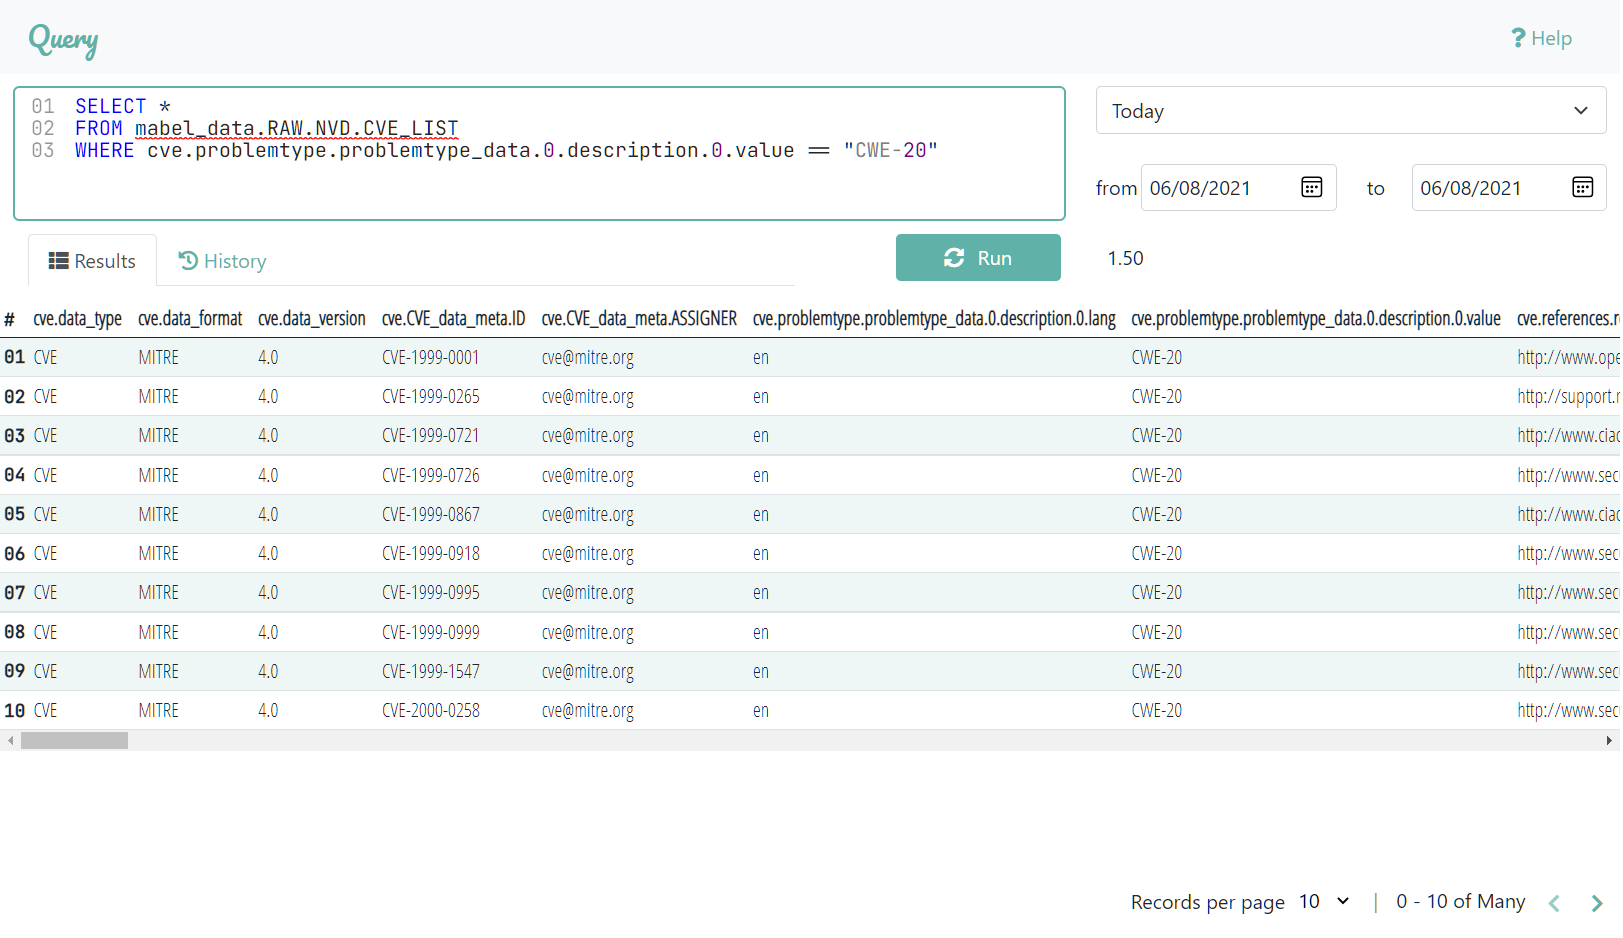 Query
? Help
01 SELECT *
02 FROM mabel_data.RAW.NVD.CVE_LIST
03 WHERE cve.problemtype.problemtype_data.0.description.0.value == "CWE-20"
Today
from 06/08/2021 to 06/08/2021
Results History Run 1.50
# cve.data_type cve.data_format cve.data_version cve.CVE_data_meta.ID cve.CVE_data_meta.ASSIGNER cve.problemtype.problemtype_data.0.description.0.lang cve.problemtype.problemtype_data.0.description.0.value cve.references.r
01 CVE MITRE 4.0 CVE-1999-0001 cve@mitre.org en CWE-20 http://www.ope
02 CVE MITRE 4.0 CVE-1999-0265 cve@mitre.org en CWE-20 http://support.r
03 CVE MITRE 4.0 CVE-1999-0721 cve@mitre.org en CWE-20 http://www.ciac
04 CVE MITRE 4.0 CVE-1999-0726 cve@mitre.org en CWE-20 http://www.secu
05 CVE MITRE 4.0 CVE-1999-0867 cve@mitre.org en CWE-20 http://www.ciac
06 CVE MITRE 4.0 CVE-1999-0918 cve@mitre.org en CWE-20 http://www.secu
07 CVE MITRE 4.0 CVE-1999-0995 cve@mitre.org en CWE-20 http://www.secu
08 CVE MITRE 4.0 CVE-1999-0999 cve@mitre.org en CWE-20 http://www.secu
09 CVE MITRE 4.0 CVE-1999-1547 cve@mitre.org en CWE-20 http://www.secu
10 CVE MITRE 4.0 CVE-2000-0258 cve@mitre.org en CWE-20 http://www.secu
Records per page 10 | 0 - 10 of Many